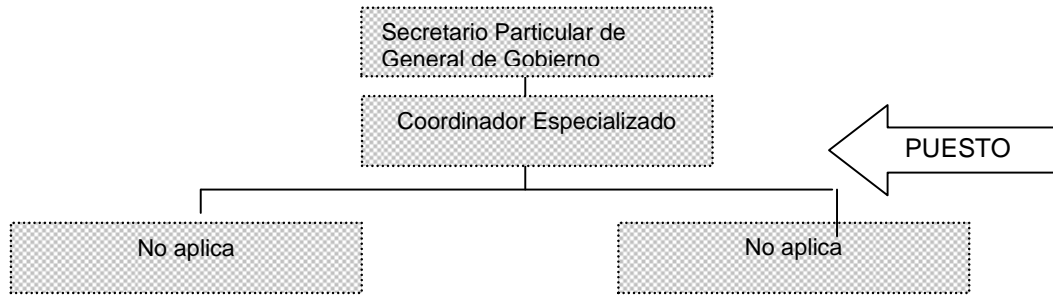 Secretario Particular de
General de Gobierno
Coordinador Especializado
PUESTO
No aplica
No aplica